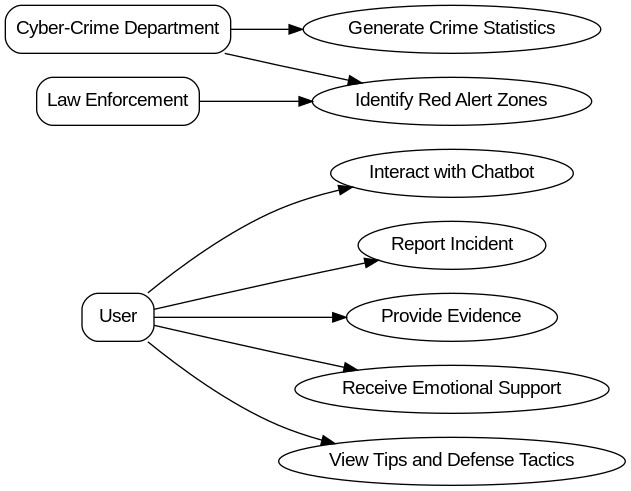 Cyber-Crime Department
Generate Crime Statistics
Law Enforcement
Identify Red Alert Zones
Interact with Chatbot
Report Incident
User
Provide Evidence
Receive Emotional Support
View Tips and Defense Tactics